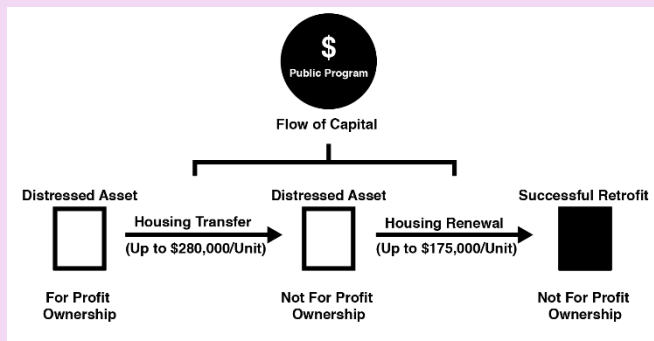 $
Public Program
Flow of Capital
Distressed Asset
Distressed Asset
Successful Retrofit
Housing Transfer
(Up to $280,000/Unit)
Housing Renewal
(Up to $175,000/Unit)
For Profit
Ownership
Not For Profit
Ownership
Not For Profit
Ownership